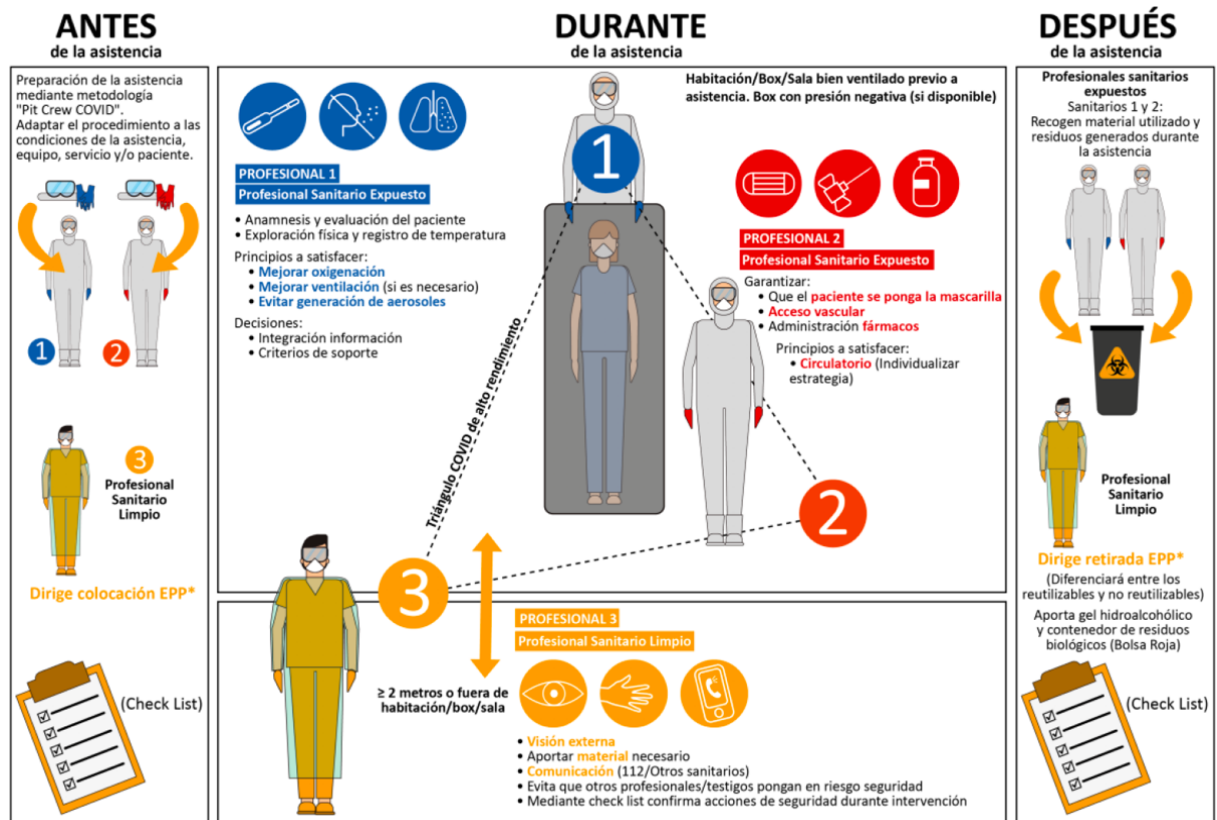 ANTES
de la asistencia
Preparación de la asistencia
mediante metodología
"Pit Crew COVID".
Adaptar el procedimiento a las
condiciones de la asistencia,
equipo, servicio y/o paciente.
1
2
3
Profesional
Sanitario
Limpio
Dirige colocación EPP*
(Check List)
DURANTE
de la asistencia
Habitación/Box/Sala bien ventilado previo a
asistencia. Box con presión negativa (si disponible)
1
PROFESIONAL 1
Profesional Sanitario Expuesto
• Anamnesis y evaluación del paciente
• Exploración física y registro de temperatura
Principios a satisfacer:
• Mejorar oxigenación
• Mejorar ventilación (si es necesario)
• Evitar generación de aerosoles
Decisiones:
• Integración información
• Criterios de soporte
PROFESIONAL 2
Profesional Sanitario Expuesto
Garantizar:
• Que el paciente se ponga la mascarilla
• Acceso vascular
• Administración fármacos
Principios a satisfacer:
• Circulatorio (Individualizar
estrategia)
Triángulo COVID de alto rendimiento
2
3
PROFESIONAL 3
Profesional Sanitario Limpio
≥ 2 metros o fuera de
habitación/box/sala
• Visión externa
• Aportar material necesario
• Comunicación (112/Otros sanitarios)
• Evita que otros profesionales/testigos pongan en riesgo seguridad
• Mediante check list confirma acciones de seguridad durante intervención
DESPUÉS
de la asistencia
Profesionales sanitarios
expuestos
Sanitarios 1 y 2:
Recogen material utilizado y
residuos generados durante
la asistencia
Profesional
Sanitario
Limpio
Dirige retirada EPP*
(Diferenciará entre los
reutilizables y no reutilizables)
Aporta gel hidroalcohólico
y contenedor de residuos
biológicos (Bolsa Roja)
(Check List)